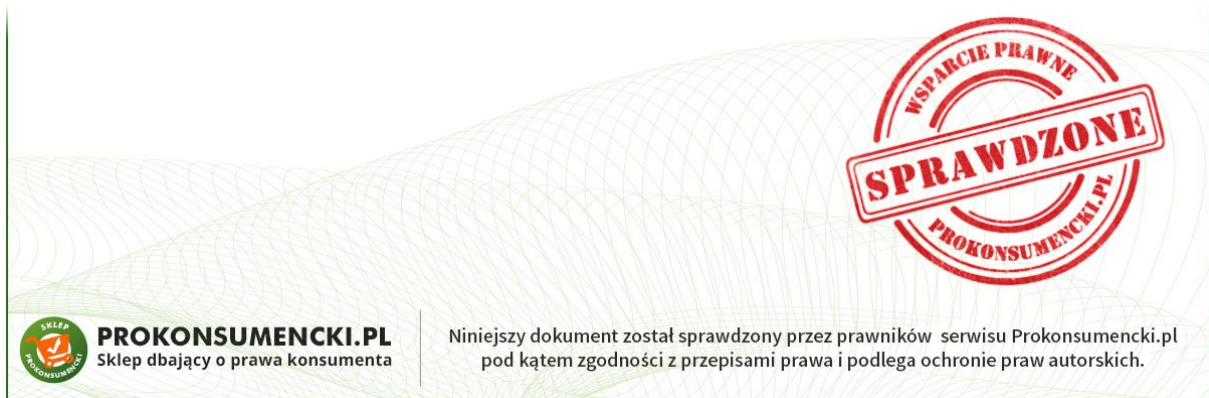 WSPARCIE PRAWNE
SPRAWDZONE
PROKONSUMENCKI.PL
SKLEP
PROKONSUMENCKI
PROKONSUMENCKI.PL
Sklep dbający o prawa konsumenta
Niniejszy dokument został sprawdzony przez prawników serwisu Prokonsumencki.pl
pod kątem zgodności z przepisami prawa i podlega ochronie praw autorskich.